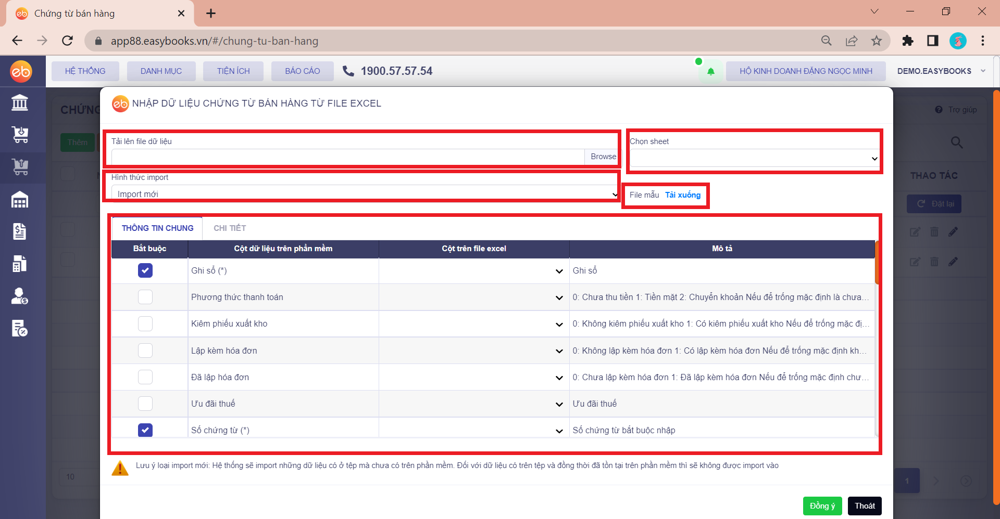 Chứng từ bán hàng
app88.easybooks.vn/#/chung-tu-ban-hang
eb
HỆ THỐNG
DANH MỤC
TIỆN ÍCH
BÁO CÁO
1900.57.57.54
HỘ KINH DOANH ĐẶNG NGỌC MINH
DEMO.EASYBOOKS
CHỨNG
Trợ giúp
Thêm
THAO TÁC
Đặt lại
eb NHẬP DỮ LIỆU CHỨNG TỪ BÁN HÀNG TỪ FILE EXCEL
Tải lên file dữ liệu
Browse
Chọn sheet
Hình thức import
Import mới
File mẫu Tải xuống
THÔNG TIN CHUNG
CHI TIẾT
Bắt buộc
Cột dữ liệu trên phần mềm
Cột trên file excel
Mô tả
Ghi sổ (*)
Ghi sổ
Phương thức thanh toán
0: Chưa thu tiền 1: Tiền mặt 2: Chuyển khoản Nếu để trống mặc định là chưa...
Kiêm phiếu xuất kho
0: Không kiêm phiếu xuất kho 1: Có kiêm phiếu xuất kho Nếu để trống mặc đị...
Lập kèm hóa đơn
0: Không lập kèm hóa đơn 1: Có lập kèm hóa đơn Nếu để trống mặc định kh...
Đã lập hóa đơn
0: Chưa lập kèm hóa đơn 1: Đã lập kèm hóa đơn Nếu để trống mặc định chư...
Ưu đãi thuế
Ưu đãi thuế
Số chứng từ (*)
Số chứng từ bắt buộc nhập
Lưu ý loại import mới: Hệ thống sẽ import những dữ liệu có ở tệp mà chưa có trên phần mềm. Đối với dữ liệu có trên tệp và đồng thời đã tồn tại trên phần mềm thì sẽ không được import vào
10
1
Đồng ý
Thoát